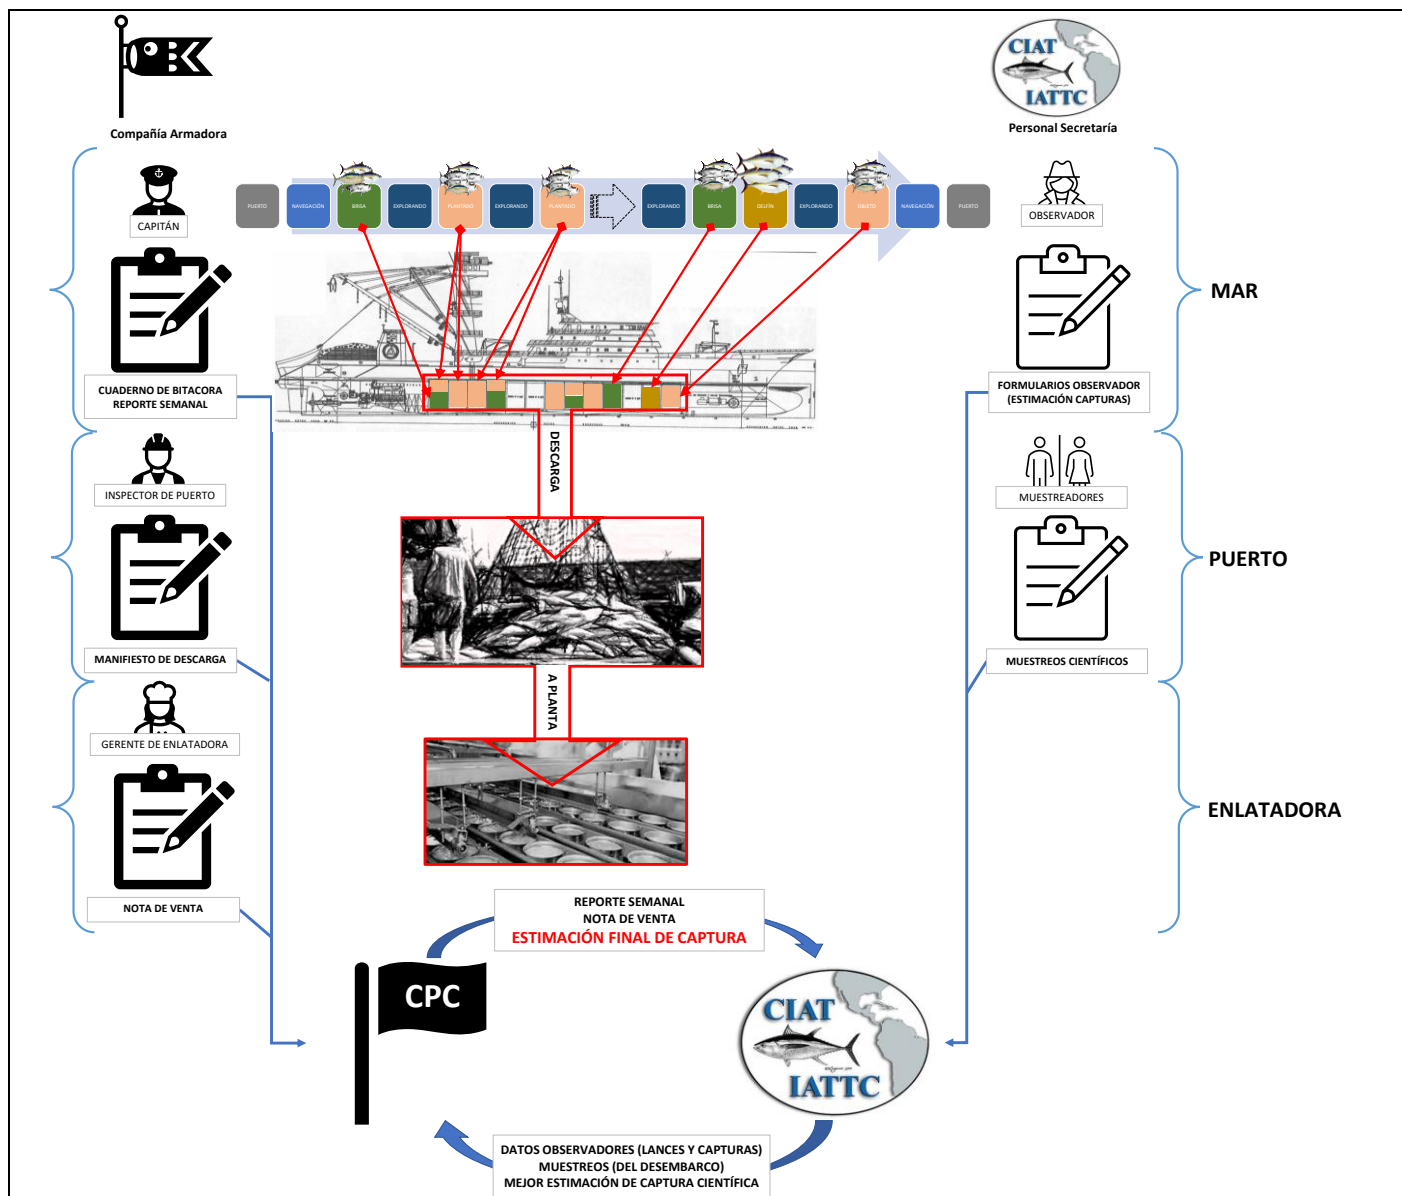 CIAT
IATTC
Compañía Armadora
Personal Secretaría
CAPITÁN
PUERTO
NAVEGACIÓN
BRISA
EXPLORANDO
PLANTADO
EXPLORANDO
PLANTADO
EXPLORANDO
BRISA
DELFÍN
EXPLORANDO
OBJETO
NAVEGACIÓN
PUERTO
OBSERVADOR
MAR
CUADERNO DE BITACORA
REPORTE SEMANAL
FORMULARIOS OBSERVADOR
(ESTIMACIÓN CAPTURAS)
DESCARGA
INSPECTOR DE PUERTO
MUESTREADORES
PUERTO
MANIFIESTO DE DESCARGA
MUESTREOS CIENTÍFICOS
A PLANTA
GERENTE DE ENLATADORA
ENLATADORA
NOTA DE VENTA
REPORTE SEMANAL
NOTA DE VENTA
ESTIMACIÓN FINAL DE CAPTURA
CPC
CIAT
IATTC
DATOS OBSERVADORES (LANCES Y CAPTURAS)
MUESTREOS (DEL DESEMBARCO)
MEJOR ESTIMACIÓN DE CAPTURA CIENTÍFICA